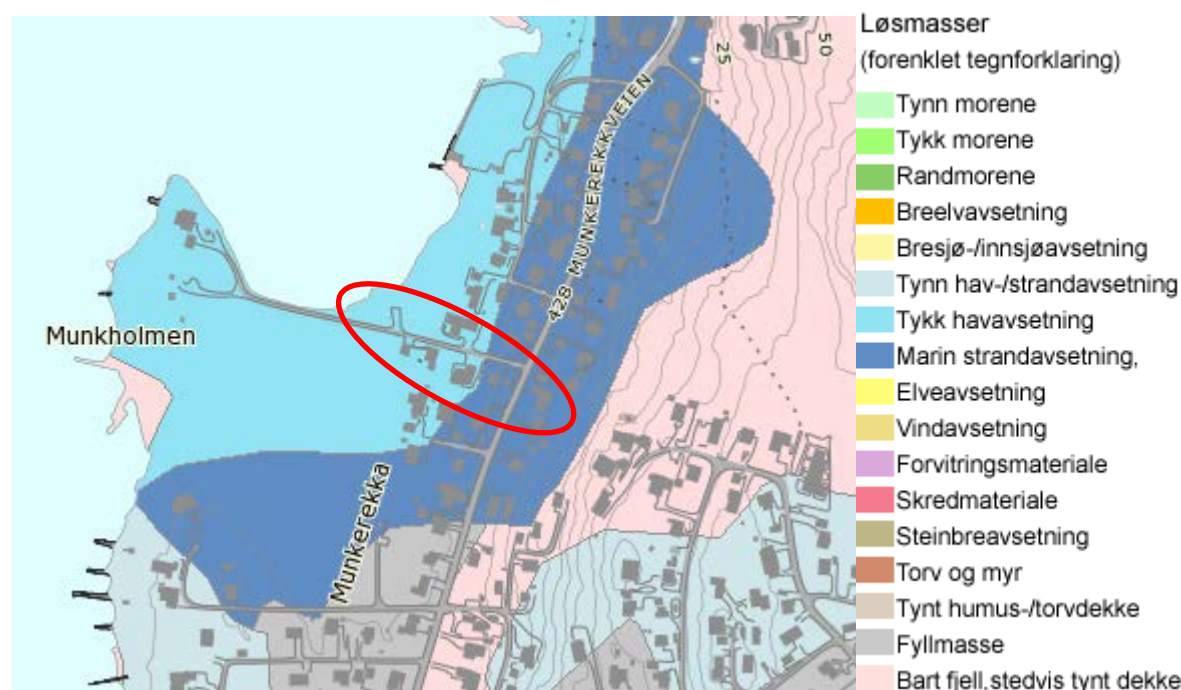 Løsmasser
(forenklet tegnforklaring)
Tynn morene
Tykk morene
Randmorene
Breelvavsetning
Bresjø-/innsjøavsetning
Tynn hav-/strandavsetning
Tykk havavsetning
Marin strandavsetning,
Elveavsetning
Vindavsetning
Forvitringsmateriale
Skredmateriale
Steinbreavsetning
Torv og myr
Tynt humus-/torvdekke
Fyllmasse
Bart fjell,stedvis tynt dekke
25
50
428 MUNKEREKKVEIEN
Munkholmen
Munkerekka